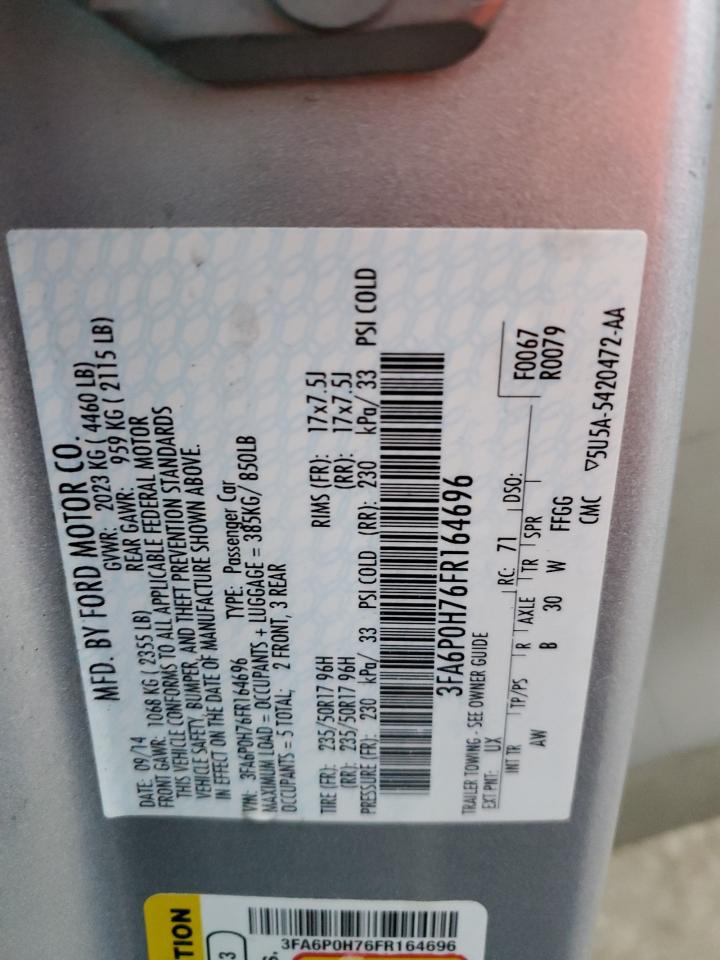 MFD. BY FORD MOTOR CO.
DATE: 09/14 GVWR: 2023 KG ( 4460 LB)
FRONT GAWR: 1068 KG ( 2355 LB) REAR GAWR: 959 KG ( 2115 LB)
THIS VEHICLE CONFORMS TO ALL APPLICABLE FEDERAL MOTOR
VEHICLE SAFETY, BUMPER, AND THEFT PREVENTION STANDARDS
IN EFFECT ON THE DATE OF MANUFACTURE SHOWN ABOVE.
VIN: 3FA6P0H76FR164696 TYPE: Passenger Car
MAXIMUM LOAD = OCCUPANTS + LUGGAGE = 385KG/ 850LB
OCCUPANTS = 5 TOTAL; 2 FRONT, 3 REAR
TIRE (FR): 235/50R17 96H RIMS (FR): 17x7.5J
(RR): 235/50R17 96H (RR): 17x7.5J
PRESSURE (FR): 230 kPa/ 33 PSI COLD (RR): 230 kPa/ 33 PSI COLD
3FA6P0H76FR164696
TRAILER TOWING - SEE OWNER GUIDE F0067
EXT PNT: UX RC: 71 DSO: R0079
INT TR TP/PS R AXLE TR SPR
AW B 30 W FFGG
CMC ▽5U5A-5420472-AA
TION
3
3FA6P0H76FR164696